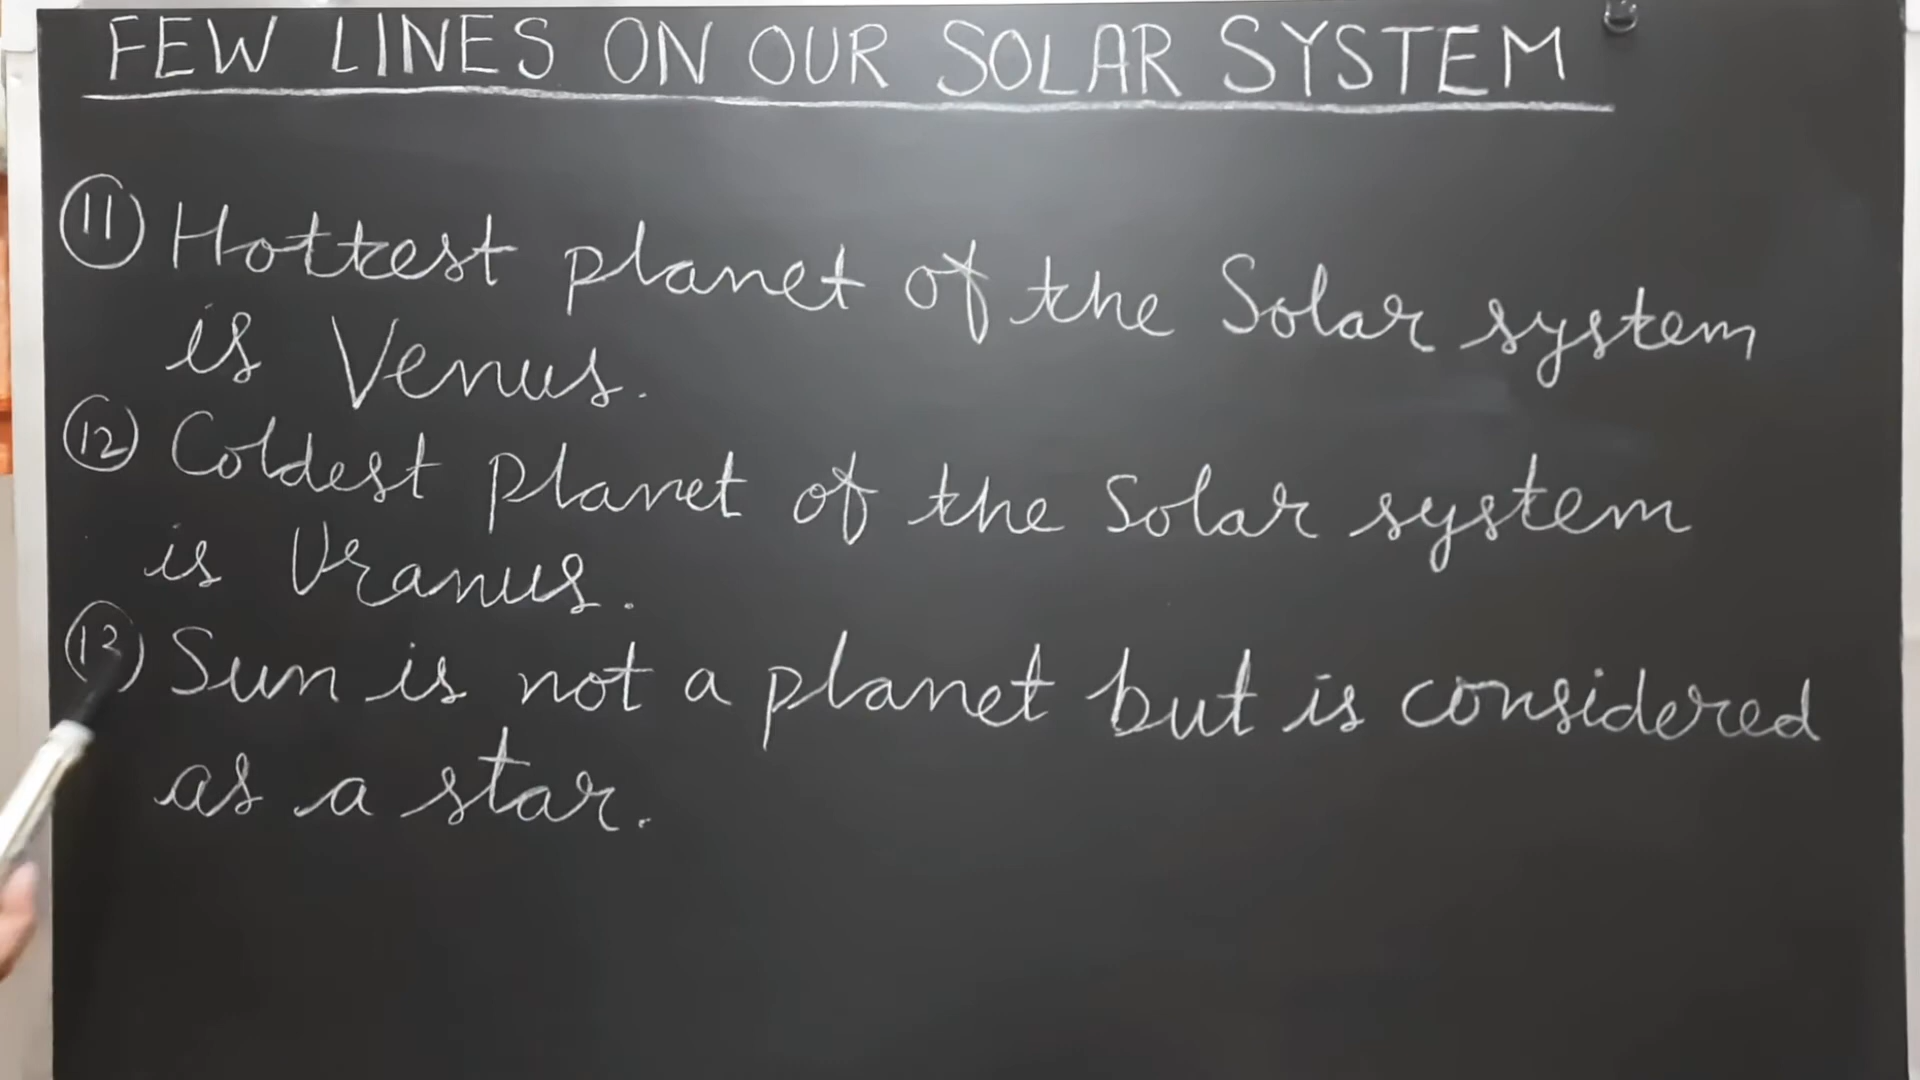 FEW LINES ON OUR SOLAR SYSTEM
11 Hottest planet of the Solar system
is Venus.
12 Coldest planet of the Solar system
is Uranus.
13 Sun is not a planet but is considered
as a star.